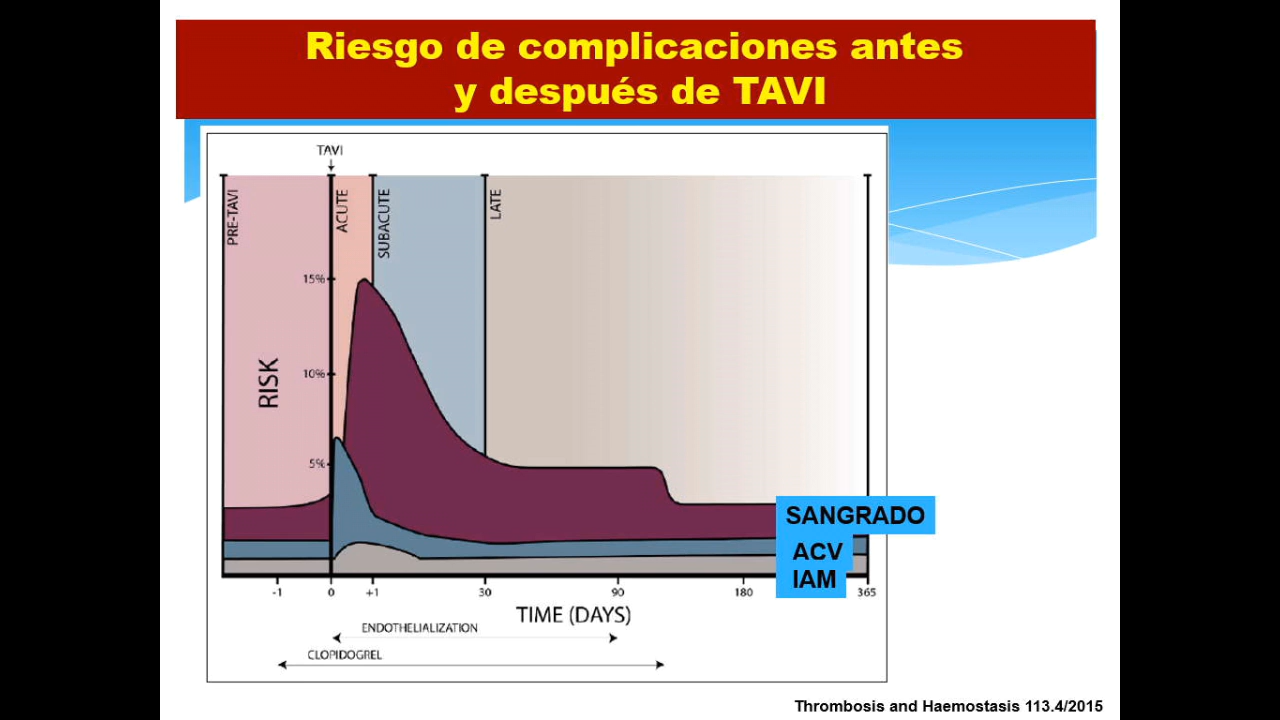 Riesgo de complicaciones antes
y después de TAVI
TAVI
PRE-TAVI
ACUTE
SUBACUTE
LATE
15%
10%
5%
RISK
SANGRADO
ACV
IAM
-1 0 +1 30 90 180 365
TIME (DAYS)
ENDOTHELIALIZATION
CLOPIDOGREL
Thrombosis and Haemostasis 113.4/2015